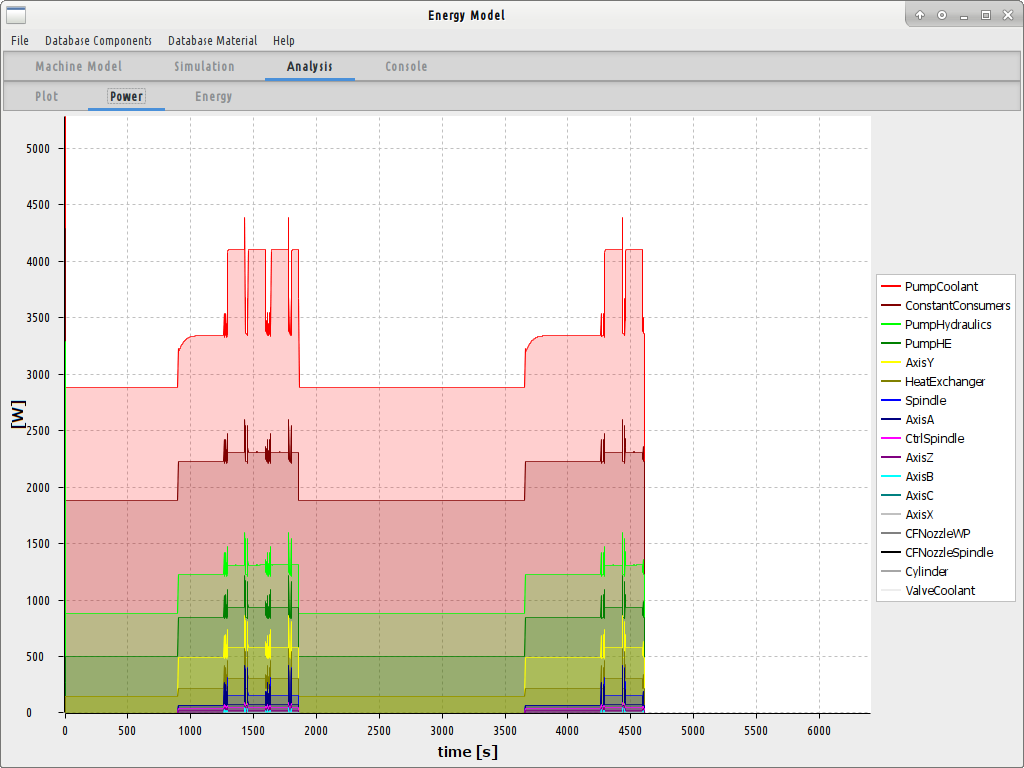 Energy Model
File Database Components Database Material Help
Machine Model Simulation Analysis Console
Plot Power Energy
5000
4500
4000
3500
3000
2500
2000
1500
1000
500
0
[W]
0 500 1000 1500 2000 2500 3000 3500 4000 4500 5000 5500 6000
time [s]
PumpCoolant
ConstantConsumers
PumpHydraulics
PumpHE
AxisY
HeatExchanger
Spindle
AxisA
CtrlSpindle
AxisZ
AxisB
AxisC
AxisX
CFNozzleWP
CFNozzleSpindle
Cylinder
ValveCoolant